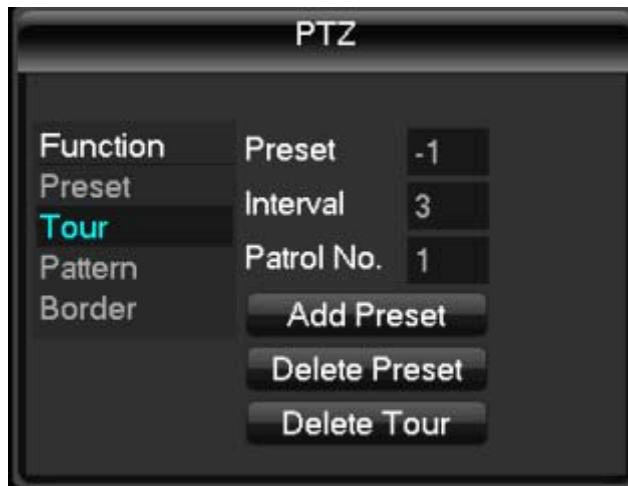 PTZ
Function
Preset
Tour
Pattern
Border
Preset -1
Interval 3
Patrol No. 1
Add Preset
Delete Preset
Delete Tour